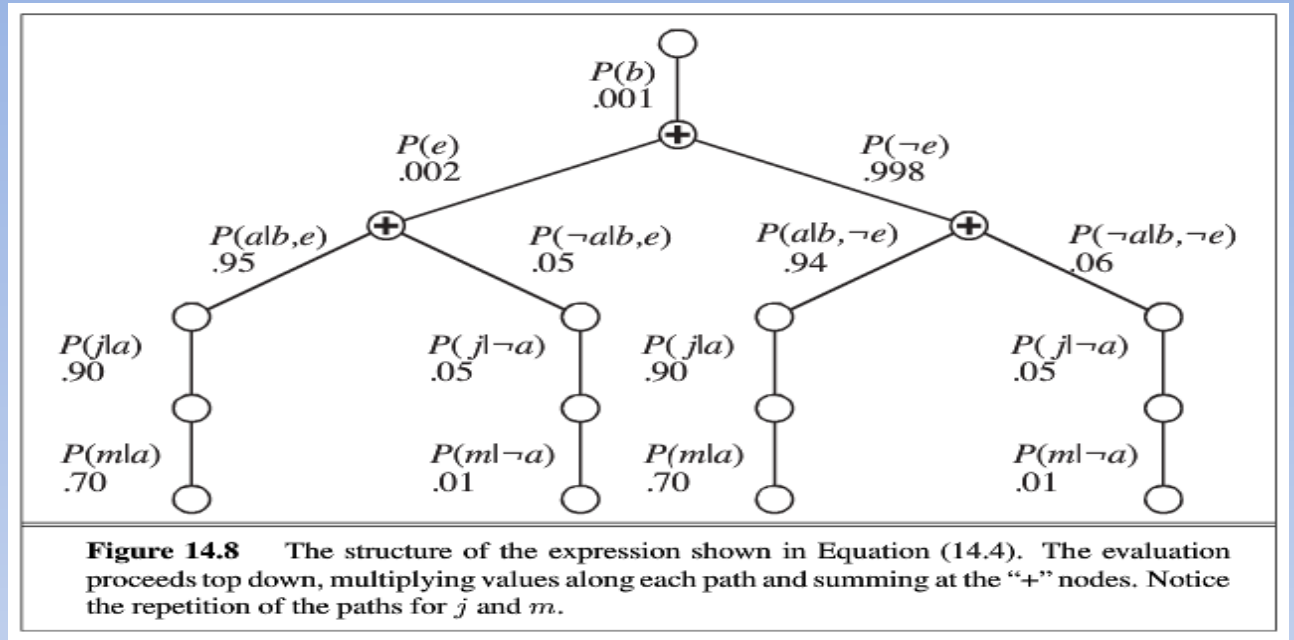 P(b)
.001
P(e)
.002
P(¬e)
.998
P(a|b,e)
.95
P(¬a|b,e)
.05
P(a|b,¬e)
.94
P(¬a|b,¬e)
.06
P(j|a)
.90
P(j|¬a)
.05
P(j|a)
.90
P(j|¬a)
.05
P(m|a)
.70
P(m|¬a)
.01
P(m|a)
.70
P(m|¬a)
.01
Figure 14.8 The structure of the expression shown in Equation (14.4). The evaluation
proceeds top down, multiplying values along each path and summing at the “+” nodes. Notice
the repetition of the paths for j and m.